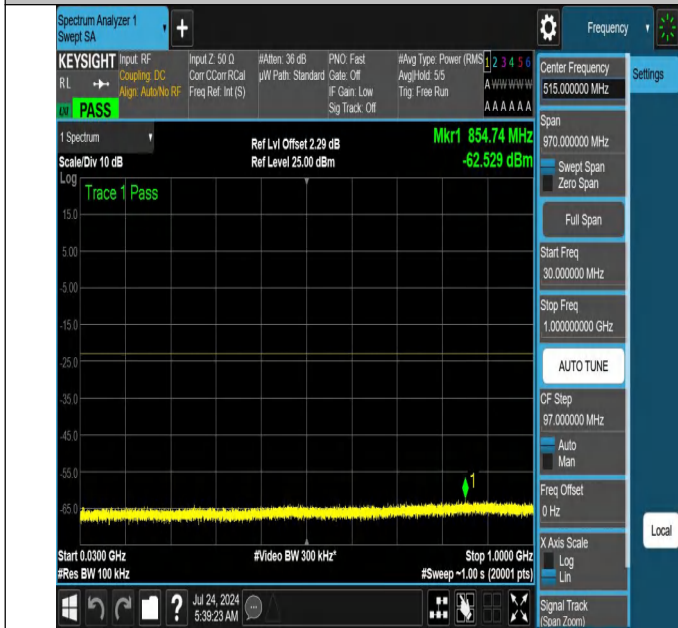 Spectrum Analyzer 1
Swept SA
+
Frequency
KEYSIGHT
RL
PASS
Input: RF
Coupling: DC
Align: Auto/No RF
Input Z: 50 Ω
Corr CCorr RCal
Freq Ref: Int (S)
#Atten: 36 dB
µW Path: Standard
PNO: Fast
Gate: Off
IF Gain: Low
Sig Track: Off
#Avg Type: Power (RMS
Avg|Hold: 5/5
Trig: Free Run
1 2 3 4 5 6
A W W W W W
A A A A A A
1 Spectrum
Scale/Div 10 dB
Ref Lvl Offset 2.29 dB
Ref Level 25.00 dBm
Mkr1 854.74 MHz
-62.529 dBm
Log
Trace 1 Pass
15.0
5.00
-5.00
-15.0
-25.0
-35.0
-45.0
-55.0
-65.0
1
Start 0.0300 GHz
#Res BW 100 kHz
#Video BW 300 kHz*
Stop 1.0000 GHz
#Sweep ~1.00 s (20001 pts)
Jul 24, 2024
5:39:23 AM
?
Center Frequency
515.000000 MHz
Settings
Span
970.000000 MHz
Swept Span
Zero Span
Full Span
Start Freq
30.000000 MHz
Stop Freq
1.000000000 GHz
AUTO TUNE
CF Step
97.000000 MHz
Auto
Man
Freq Offset
0 Hz
Local
X Axis Scale
Log
Lin
Signal Track
(Span Zoom)